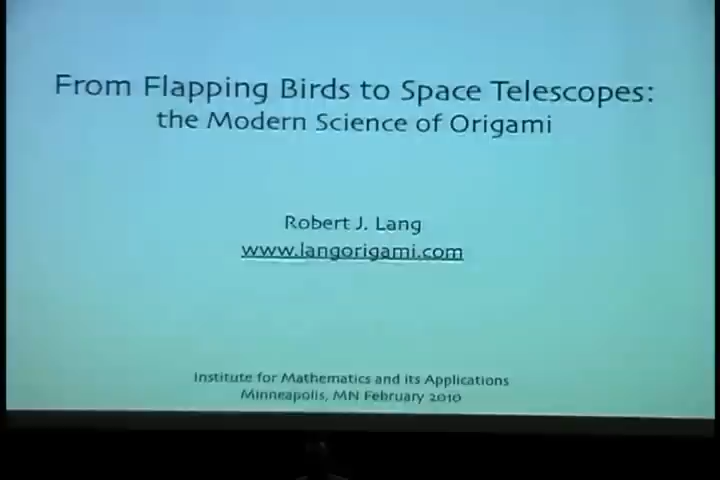 From Flapping Birds to Space Telescopes:
the Modern Science of Origami
Robert J. Lang
www.langorigami.com
Institute for Mathematics and its Applications
Minneapolis, MN February 2010